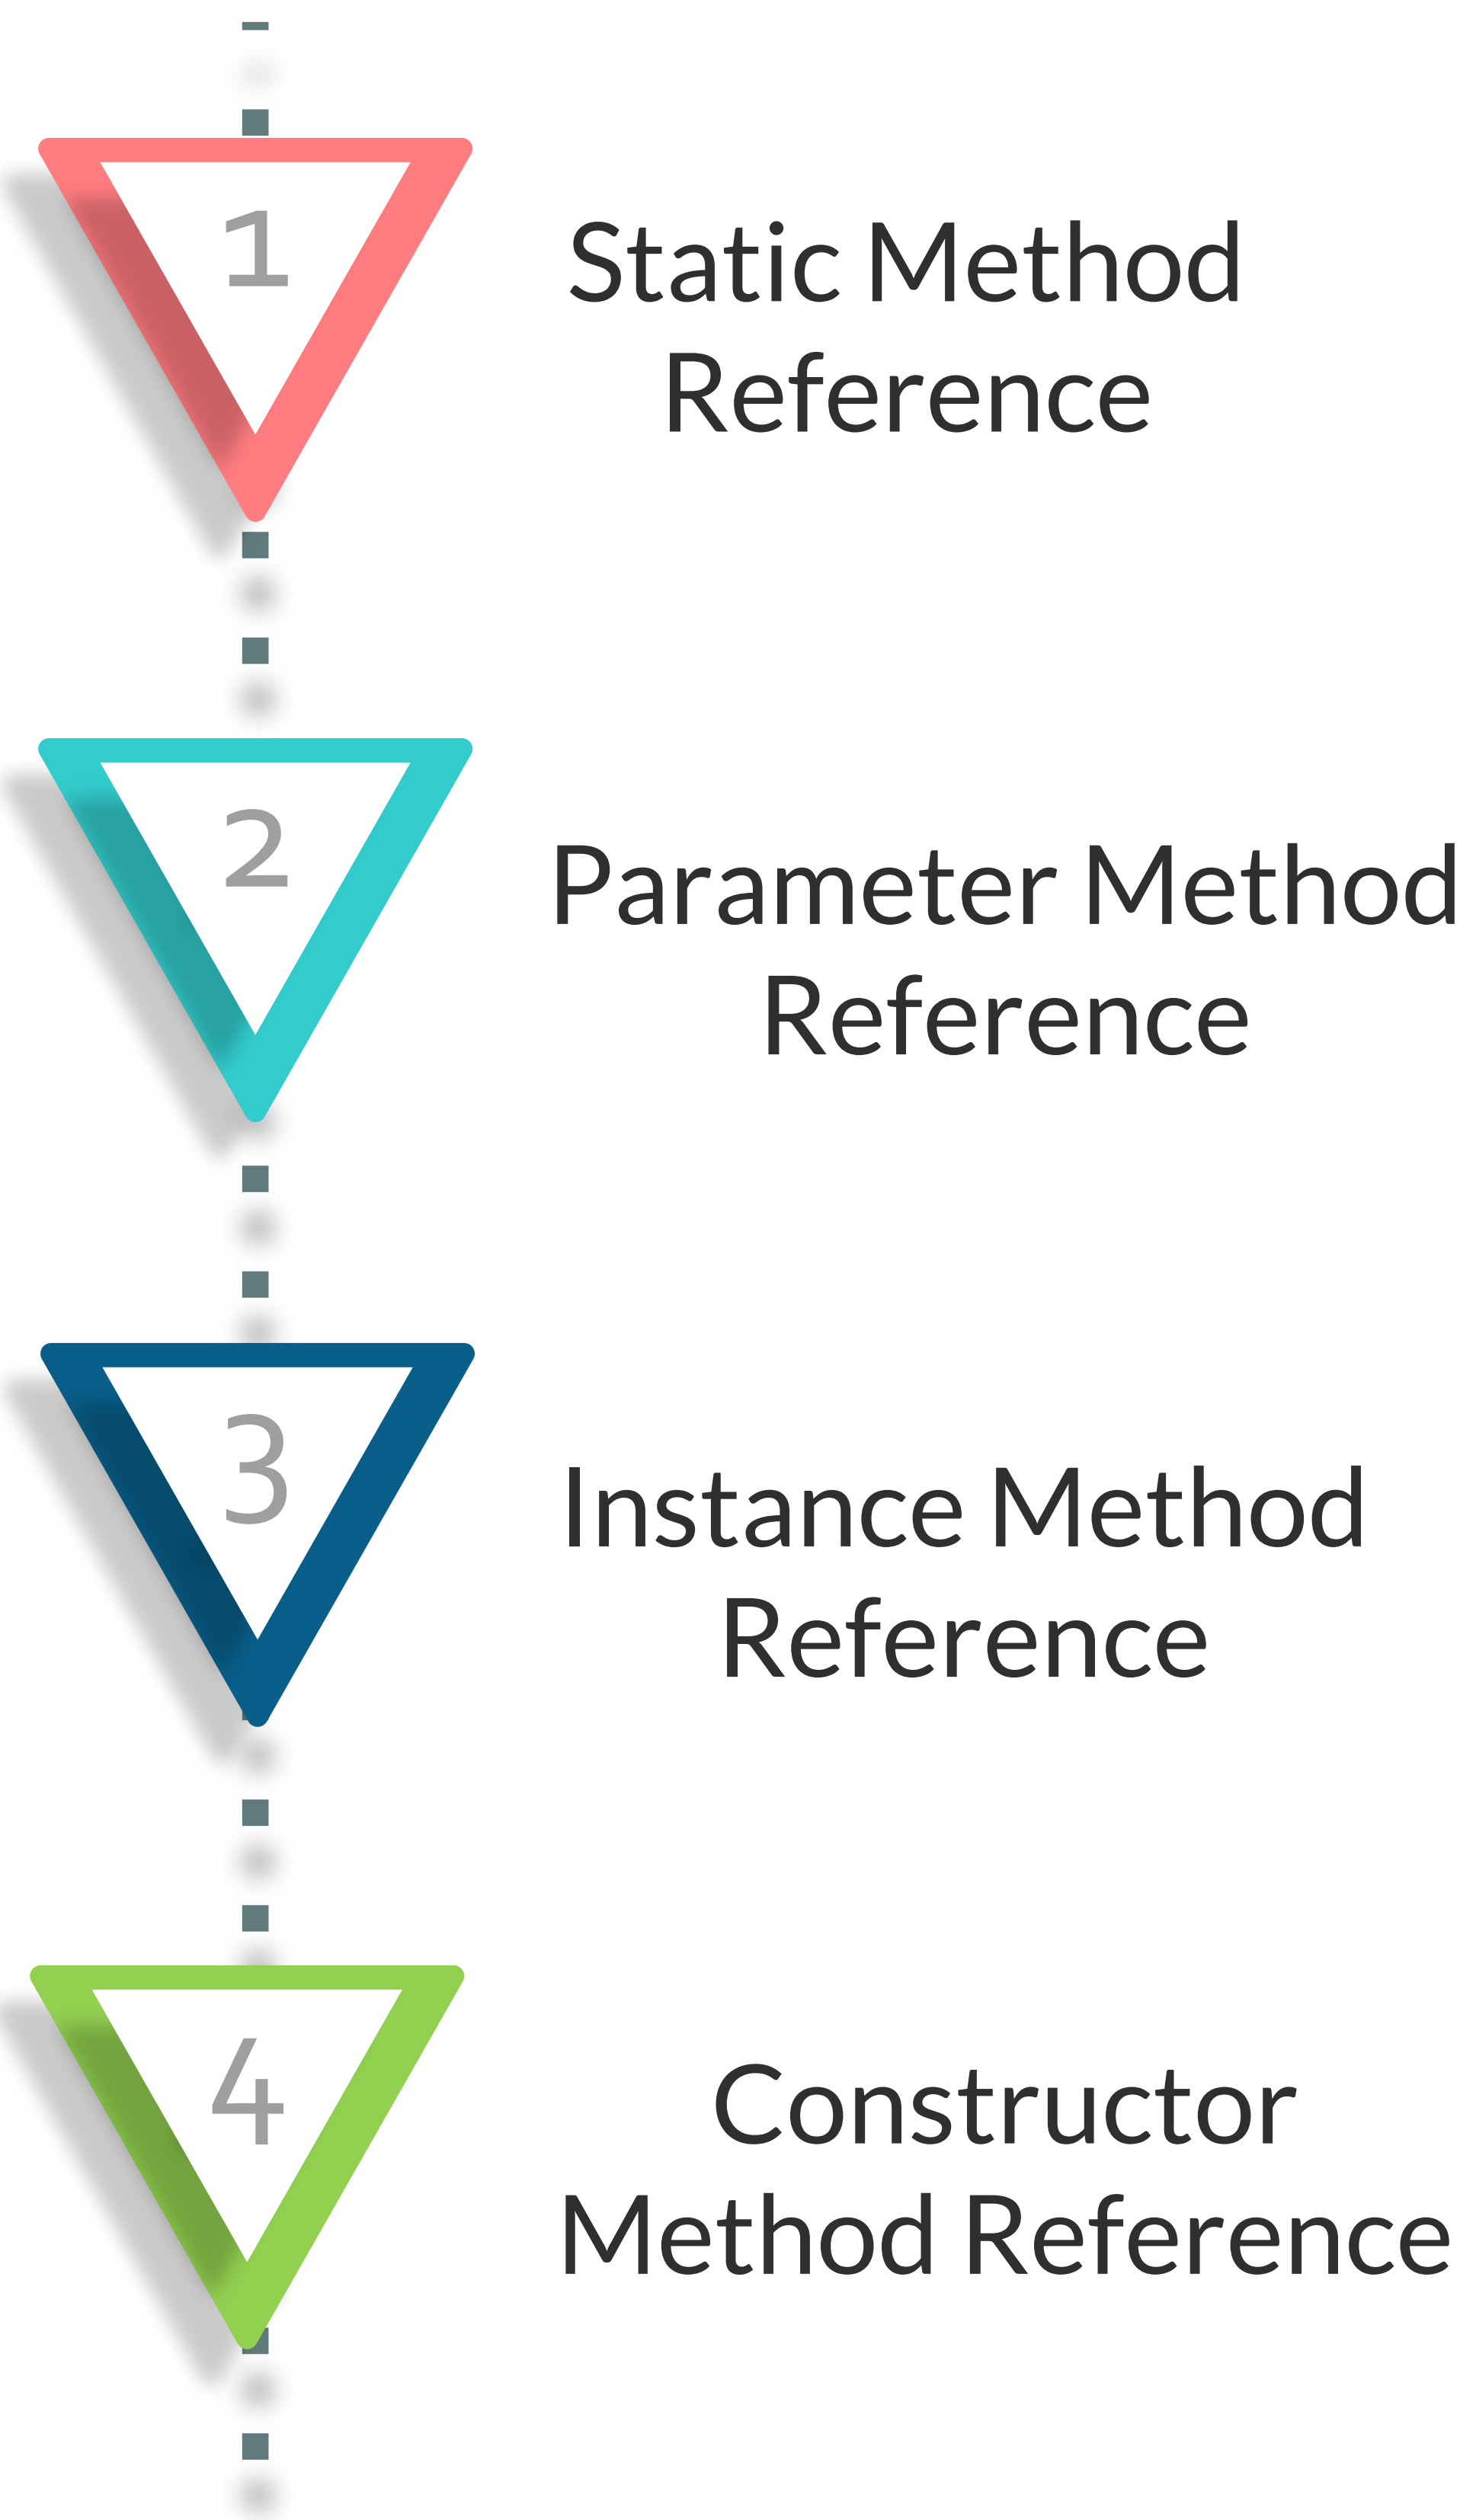 1
Static Method
Reference
2
Parameter Method
Reference
3
Instance Method
Reference
4
Constructor
Method Reference